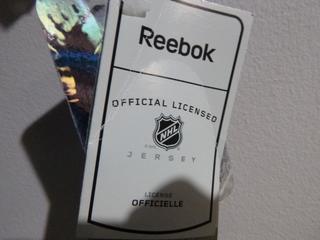 Reebok
OFFICIAL LICENSED
NHL
JERSEY
LICENSE
OFFICIELLE